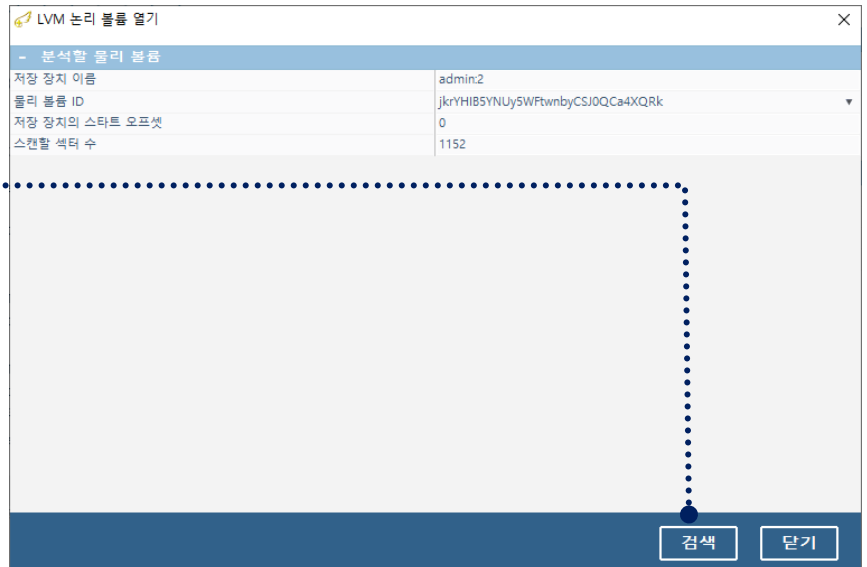 LVM 논리 볼륨 열기
- 분석할 물리 볼륨
저장 장치 이름 admin:2
물리 볼륨 ID jkrYHIB5YNUy5WFtwnbyCSJ0QCa4XQRk
저장 장치의 스타트 오프셋 0
스캔할 섹터 수 1152
검색 닫기